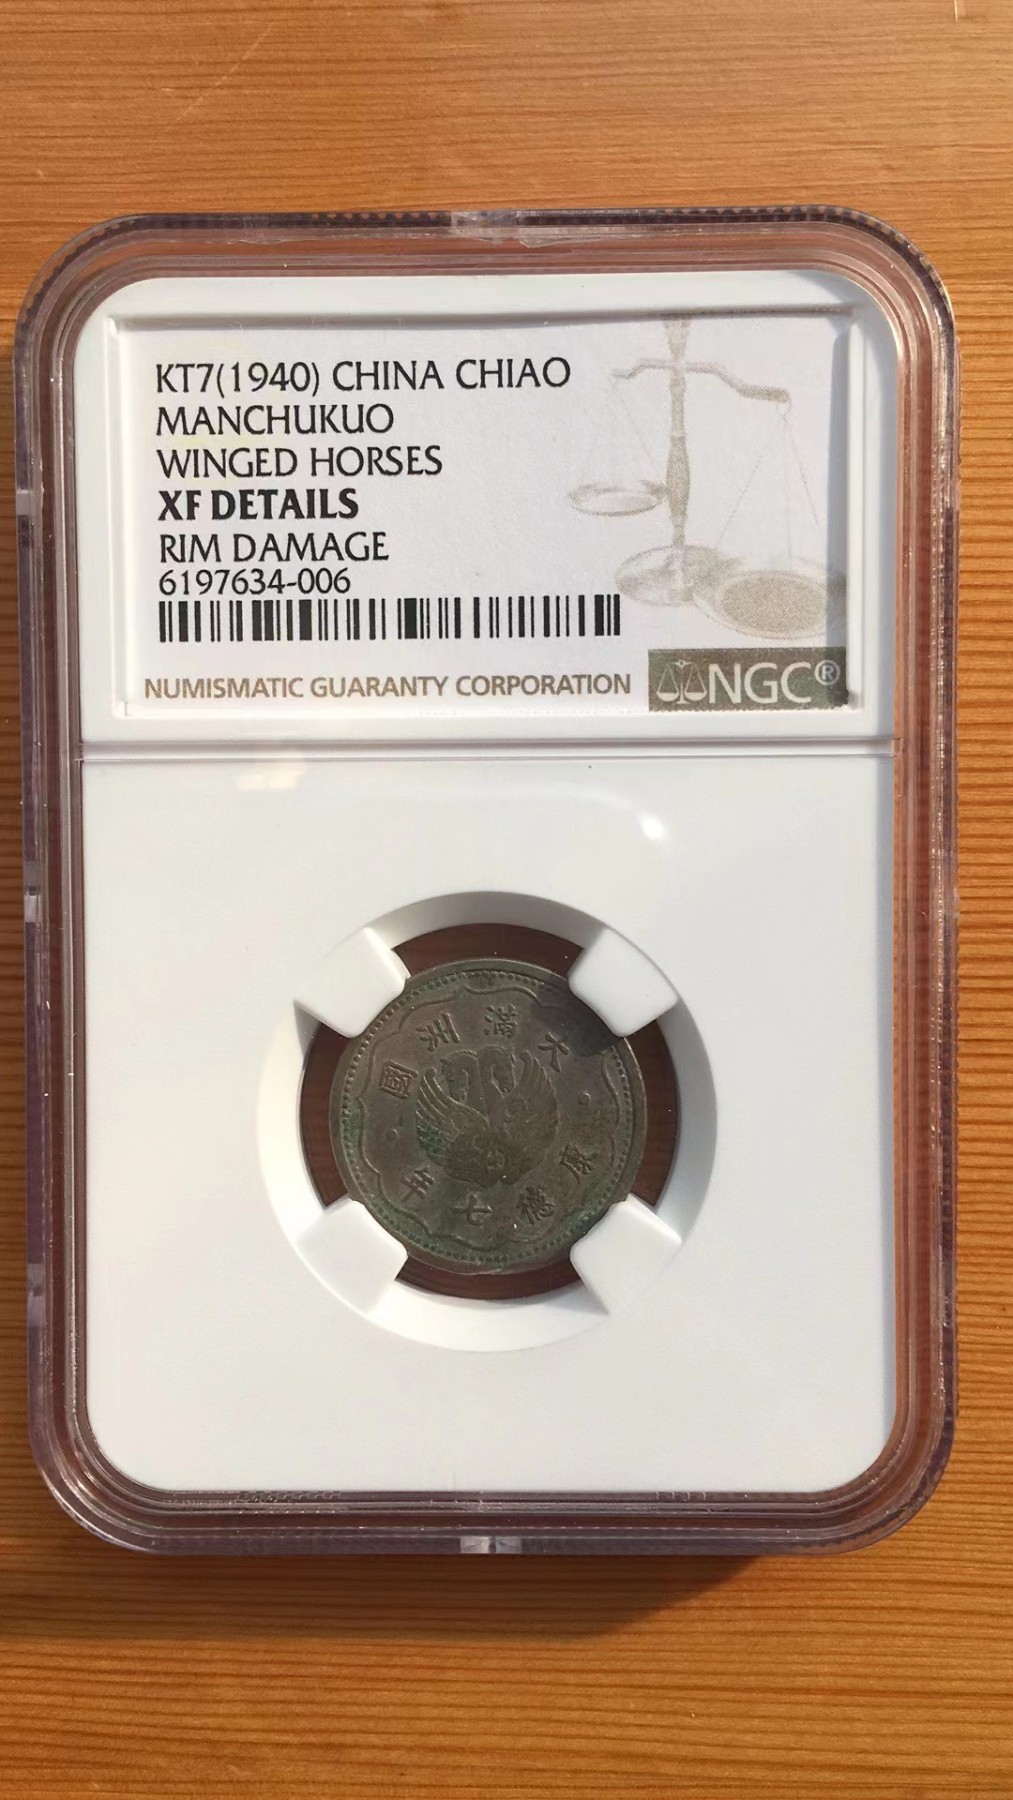 KT7(1940) CHINA CHIAO
MANCHUKUO
WINGED HORSES
XF DETAILS
RIM DAMAGE
6197634-006
NUMISMATIC GUARANTY CORPORATION
NGC®
大滿洲國
康德七年